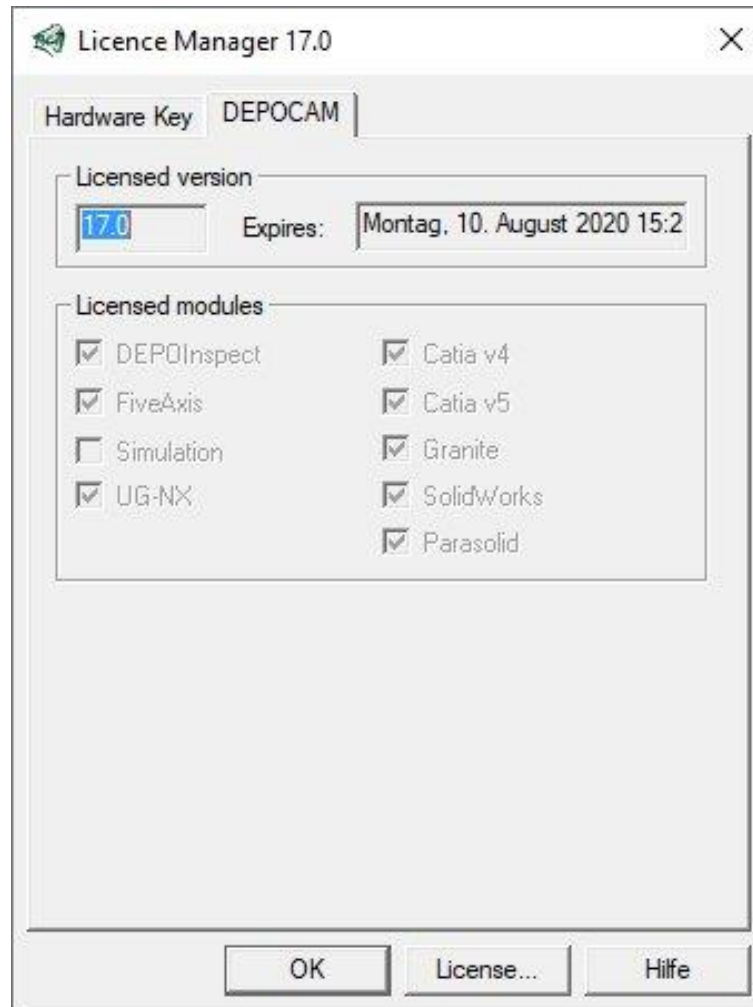 Licence Manager 17.0
Hardware Key DEPOCAM
Licensed version
17.0 Expires: Montag, 10. August 2020 15:2
Licensed modules
DEPOInspect Catia v4
FiveAxis Catia v5
Simulation Granite
UG-NX SolidWorks
Parasolid
OK License... Hilfe